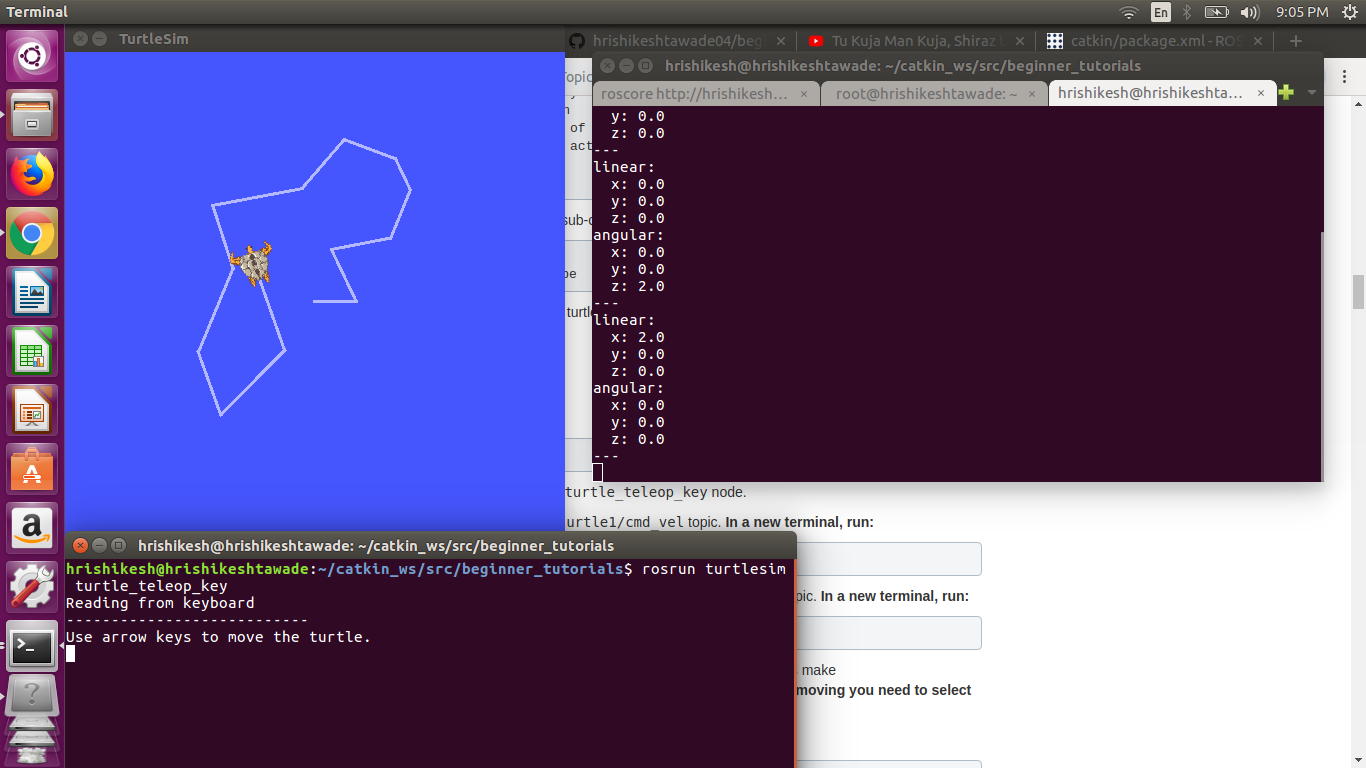 Terminal
En
9:05 PM
TurtleSim
hrishikeshtawade04/beg
Tu Kuja Man Kuja, Shiraz
catkin/package.xml - ROS
hrishikesh@hrishikeshtawade: ~/catkin_ws/src/beginner_tutorials
roscore http://hrishikesh...
root@hrishikeshtawade: ~
hrishikesh@hrishikeshta...
Topic
of
act
sub-c
turtle
y: 0.0
z: 0.0
---
linear:
x: 0.0
y: 0.0
z: 0.0
angular:
x: 0.0
y: 0.0
z: 2.0
---
linear:
x: 2.0
y: 0.0
z: 0.0
angular:
x: 0.0
y: 0.0
z: 0.0
---
turtle_teleop_key node.
urtle1/cmd_vel topic. In a new terminal, run:
pic. In a new terminal, run:
make
moving you need to select
hrishikesh@hrishikeshtawade: ~/catkin_ws/src/beginner_tutorials
hrishikesh@hrishikeshtawade:~/catkin_ws/src/beginner_tutorials$ rosrun turtlesim
turtle_teleop_key
Reading from keyboard
---------------------------
Use arrow keys to move the turtle.